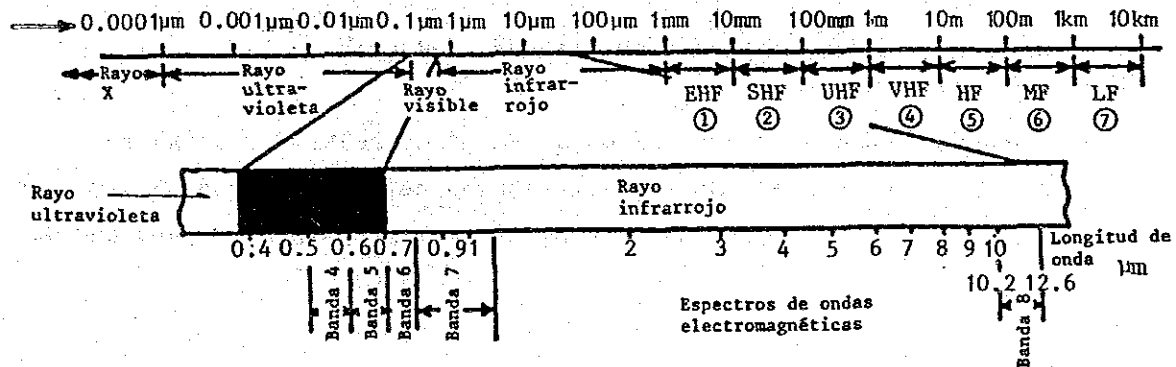 0.0001μm 0.001μm 0.01μm 0.1μm 1μm 10μm 100μm 1mm 10mm 100mm 1m 10m 100m 1km 10km
Rayo X
Rayo ultra-
violeta
Rayo
visible
Rayo
infrar-
rojo
EHF SHF UHF VHF HF MF LF
① ② ③ ④ ⑤ ⑥ ⑦
Rayo
ultravioleta
Rayo
infrarrojo
0.4 0.5 0.6 0.7 0.9 1 2 3 4 5 6 7 8 9 10
Longitud de
onda μm
10.2 12.6
Banda 4
Banda 5
Banda 6
Banda 7
Banda 8
Espectros de ondas
electromagnéticas